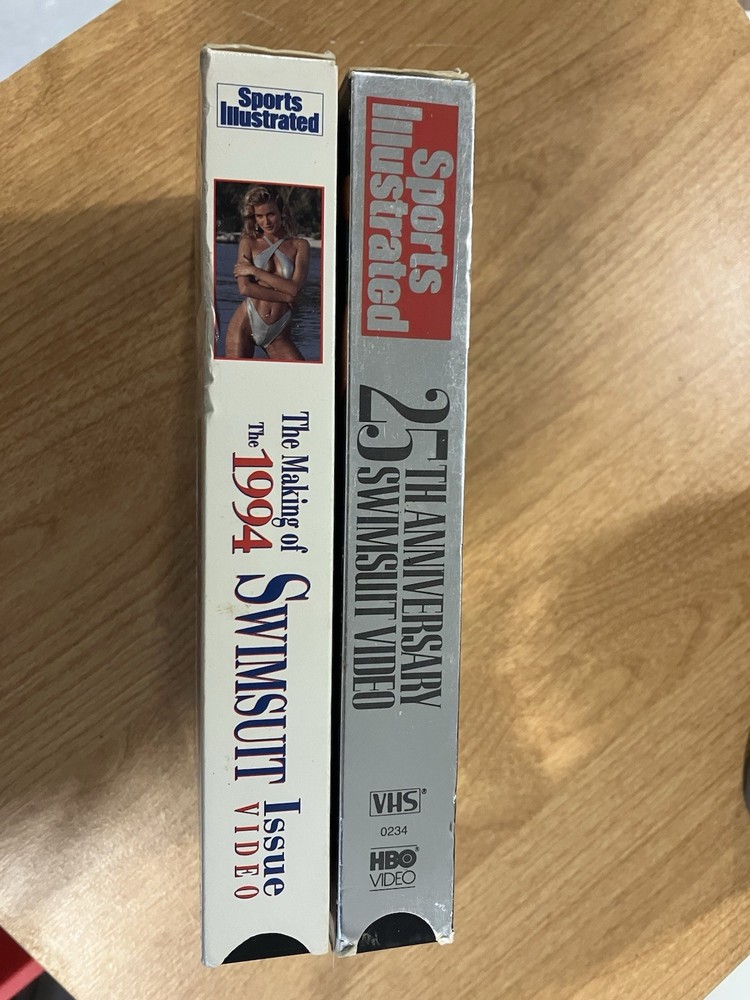 Sports
Illustrated
The Making of
The 1994
SWIMSUIT
Issue
VIDEO
Sports
Illustrated
25TH ANNIVERSARY
SWIMSUIT VIDEO
VHS®
0234
HBO®
VIDEO